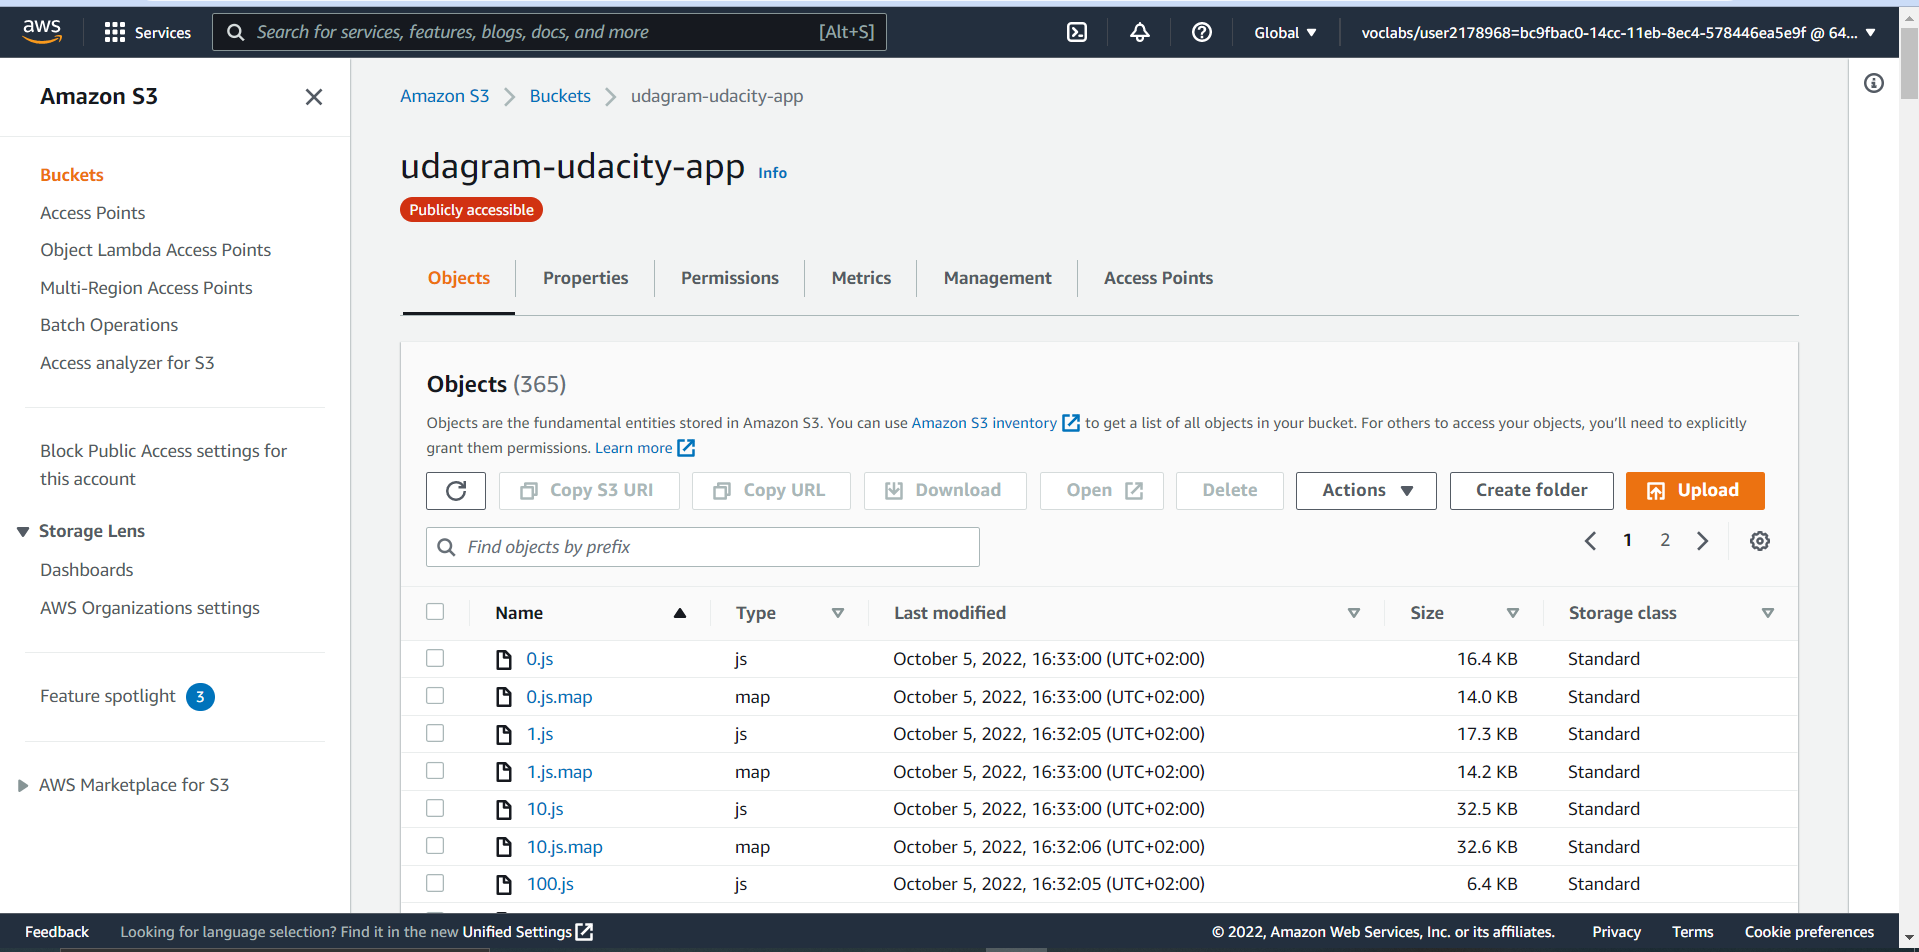 aws
Services
Search for services, features, blogs, docs, and more [Alt+S]
Global
voclabs/user2178968=bc9fbac0-14cc-11eb-8ec4-578446ea5e9f @ 64...
Amazon S3
Buckets
Access Points
Object Lambda Access Points
Multi-Region Access Points
Batch Operations
Access analyzer for S3
Block Public Access settings for
this account
Storage Lens
Dashboards
AWS Organizations settings
Feature spotlight 3
AWS Marketplace for S3
Amazon S3 Buckets udagram-udacity-app
udagram-udacity-app Info
Publicly accessible
Objects Properties Permissions Metrics Management Access Points
Objects (365)
Objects are the fundamental entities stored in Amazon S3. You can use Amazon S3 inventory to get a list of all objects in your bucket. For others to access your objects, you'll need to explicitly
grant them permissions. Learn more
Copy S3 URI Copy URL Download Open Delete Actions Create folder Upload
Find objects by prefix
1 2
Name Type Last modified Size Storage class
0.js js October 5, 2022, 16:33:00 (UTC+02:00) 16.4 KB Standard
0.js.map map October 5, 2022, 16:33:00 (UTC+02:00) 14.0 KB Standard
1.js js October 5, 2022, 16:32:05 (UTC+02:00) 17.3 KB Standard
1.js.map map October 5, 2022, 16:33:00 (UTC+02:00) 14.2 KB Standard
10.js js October 5, 2022, 16:33:00 (UTC+02:00) 32.5 KB Standard
10.js.map map October 5, 2022, 16:32:06 (UTC+02:00) 32.6 KB Standard
100.js js October 5, 2022, 16:32:05 (UTC+02:00) 6.4 KB Standard
Feedback Looking for language selection? Find it in the new Unified Settings © 2022, Amazon Web Services, Inc. or its affiliates. Privacy Terms Cookie preferences